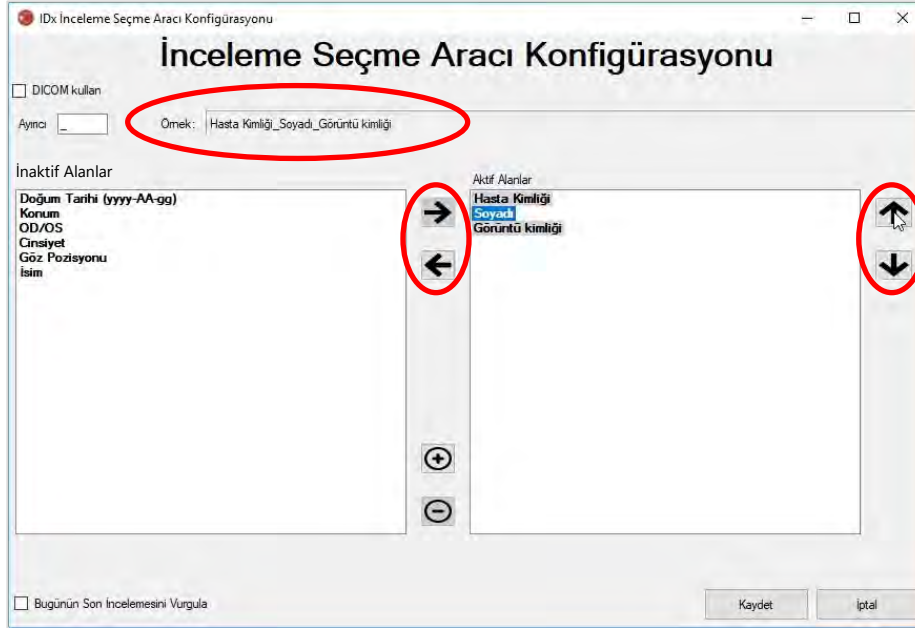 IDx İnceleme Seçme Aracı Konfigürasyonu
İnceleme Seçme Aracı Konfigürasyonu
DICOM kullan
Ayırıcı _ Örnek: Hasta Kimliği_Soyadı_Görüntü kimliği
İnaktif Alanlar
Doğum Tarihi (yyyy-AA-gg)
Konum
OD/OS
Cinsiyet
Göz Pozisyonu
İsim
Aktif Alanlar
Hasta Kimliği
Soyadı
Görüntü kimliği
Bugünün Son İncelemesini Vurgula
Kaydet
İptal